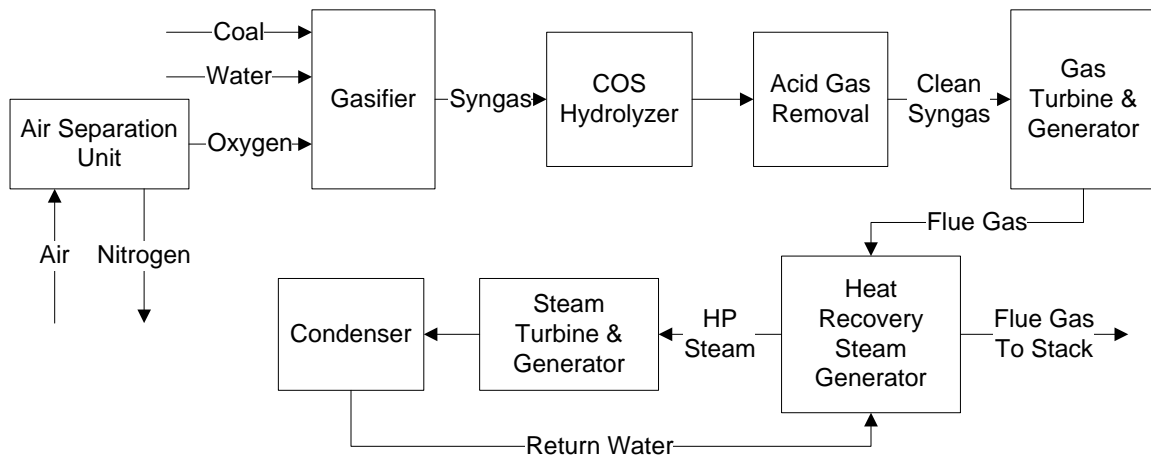 Coal
Water
Air Separation
Unit
Oxygen
Air
Nitrogen
Gasifier
Syngas
COS
Hydrolyzer
Acid Gas
Removal
Clean
Syngas
Gas
Turbine &
Generator
Flue Gas
Heat
Recovery
Steam
Generator
Flue Gas
To Stack
HP
Steam
Steam
Turbine &
Generator
Condenser
Return Water